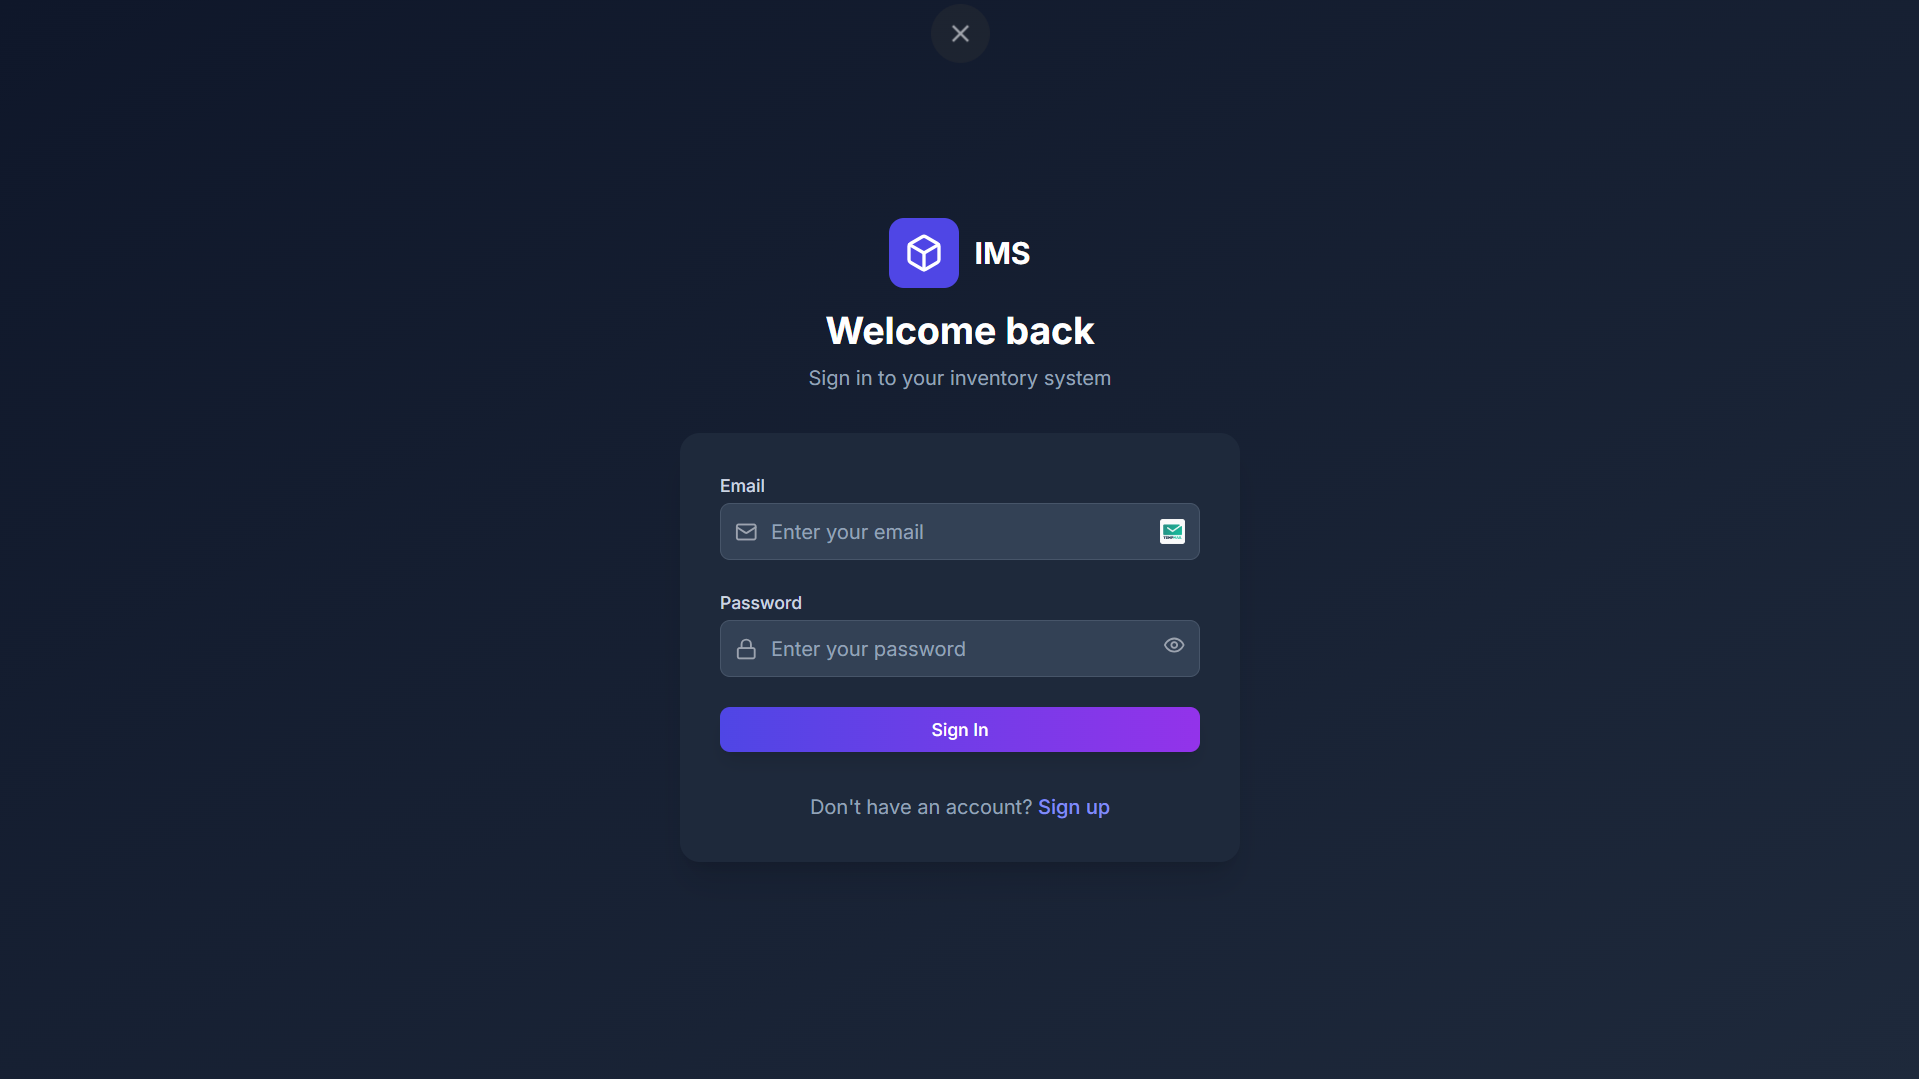 IMS
Welcome back
Sign in to your inventory system
Email
Enter your email
Password
Enter your password
Sign In
Don't have an account? Sign up